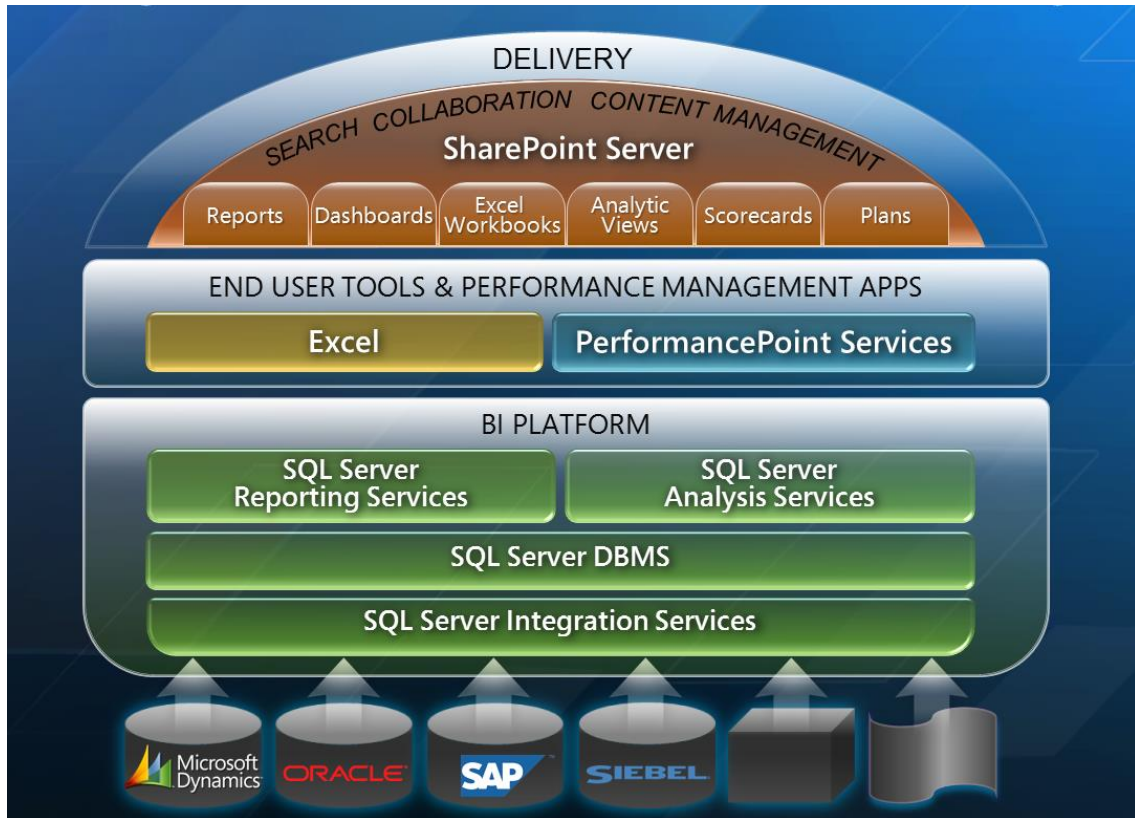 DELIVERY
SEARCH COLLABORATION CONTENT MANAGEMENT
SharePoint Server
Reports
Dashboards
Excel
Workbooks
Analytic
Views
Scorecards
Plans
END USER TOOLS & PERFORMANCE MANAGEMENT APPS
Excel
PerformancePoint Services
BI PLATFORM
SQL Server
Reporting Services
SQL Server
Analysis Services
SQL Server DBMS
SQL Server Integration Services
Microsoft
Dynamics
ORACLE
SAP
SIEBEL